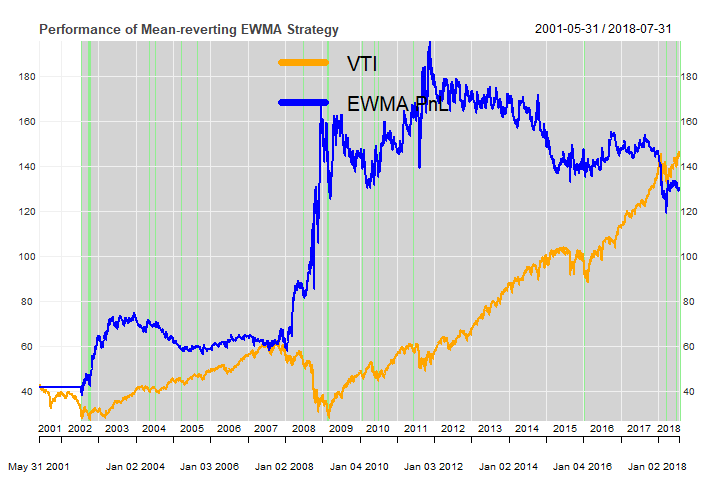 Performance of Mean-reverting EWMA Strategy 2001-05-31 / 2018-07-31
VTI
EWMA PnL
180 180
160 160
140 140
120 120
100 100
80 80
60 60
40 40
2001 2002 2003 2004 2005 2006 2007 2008 2009 2010 2011 2012 2013 2014 2015 2016 2017 2018
May 31 2001 Jan 02 2004 Jan 03 2006 Jan 02 2008 Jan 04 2010 Jan 03 2012 Jan 02 2014 Jan 04 2016 Jan 02 2018